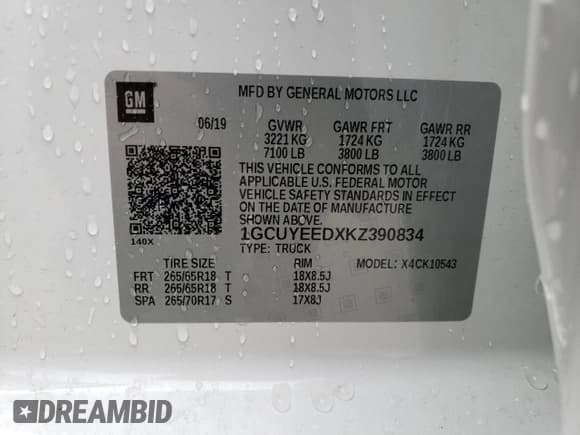 GM
MFD BY GENERAL MOTORS LLC
06/19 GVWR GAWR FRT GAWR RR
3221 KG 1724 KG 1724 KG
7100 LB 3800 LB 3800 LB
THIS VEHICLE CONFORMS TO ALL
APPLICABLE U.S. FEDERAL MOTOR
VEHICLE SAFETY STANDARDS IN EFFECT
ON THE DATE OF MANUFACTURE
SHOWN ABOVE.
140X
1GCUYEEDXKZ390834
TYPE: TRUCK
TIRE SIZE RIM MODEL: X4CK10543
FRT 265/65R18 T 18X8.5J
RR 265/65R18 T 18X8.5J
SPA 265/70R17 S 17X8J
DREAMBID